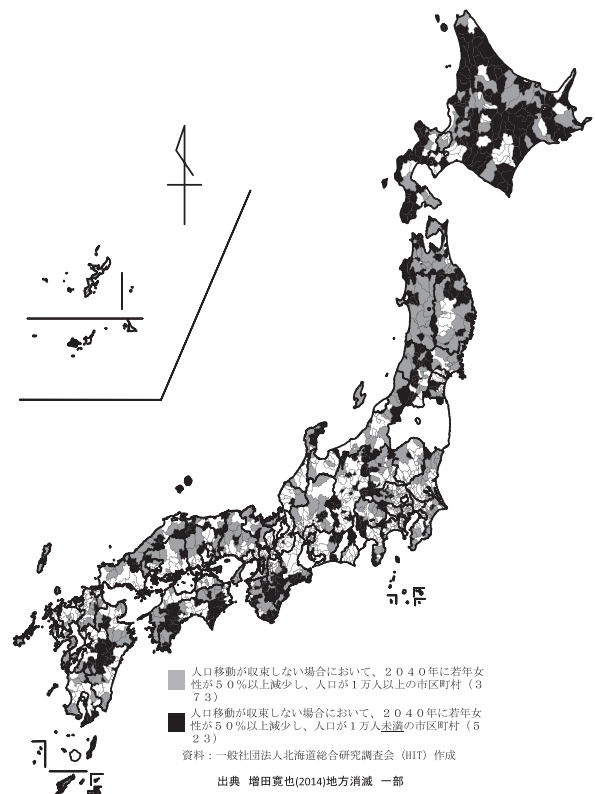 人口移動が収束しない場合において、２０４０年に若年女
性が５０％以上減少し、人口が１万人以上の市区町村（３
７３）
人口移動が収束しない場合において、２０４０年に若年女
性が５０％以上減少し、人口が１万人未満の市区町村（５
２３）
資料：一般社団法人北海道総合研究調査会（HIT）作成
出典　増田寛也(2014)地方消滅　一部